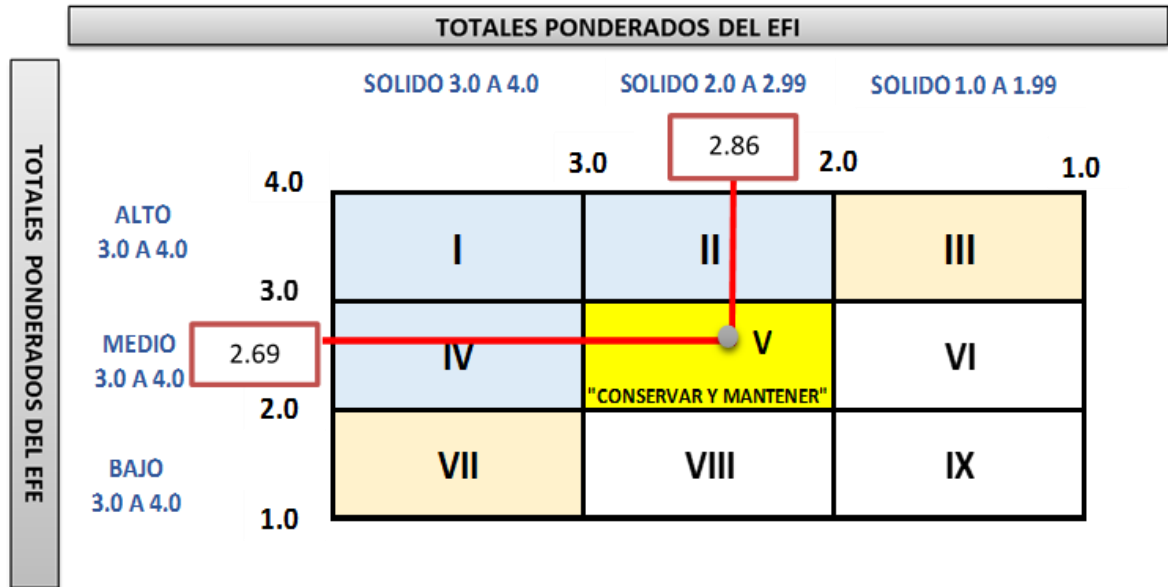 TOTALES PONDERADOS DEL EFI
TOTALES PONDERADOS DEL EFE
SOLIDO 3.0 A 4.0
SOLIDO 2.0 A 2.99
SOLIDO 1.0 A 1.99
2.86
4.0
3.0
2.0
1.0
ALTO
3.0 A 4.0
I
II
III
3.0
MEDIO
3.0 A 4.0
2.69
IV
V
"CONSERVAR Y MANTENER"
VI
2.0
BAJO
3.0 A 4.0
VII
VIII
IX
1.0